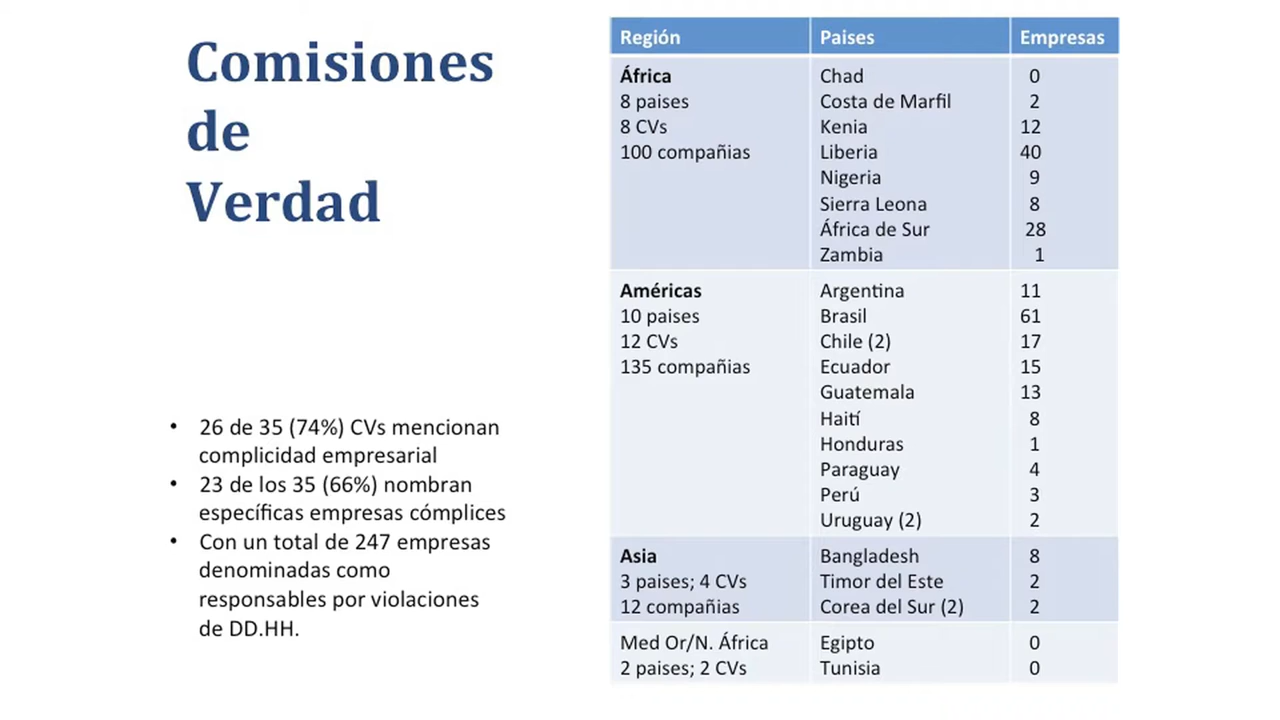 Comisiones
de
Verdad
• 26 de 35 (74%) CVs mencionan
complicidad empresarial
• 23 de los 35 (66%) nombran
específicas empresas cómplices
• Con un total de 247 empresas
denominadas como
responsables por violaciones
de DD.HH.
Región Paises Empresas
África Chad 0
8 paises Costa de Marfil 2
8 CVs Kenia 12
100 compañias Liberia 40
Nigeria 9
Sierra Leona 8
África de Sur 28
Zambia 1
Américas Argentina 11
10 paises Brasil 61
12 CVs Chile (2) 17
135 compañias Ecuador 15
Guatemala 13
Haití 8
Honduras 1
Paraguay 4
Perú 3
Uruguay (2) 2
Asia Bangladesh 8
3 paises; 4 CVs Timor del Este 2
12 compañias Corea del Sur (2) 2
Med Or/N. África Egipto 0
2 paises; 2 CVs Tunisia 0